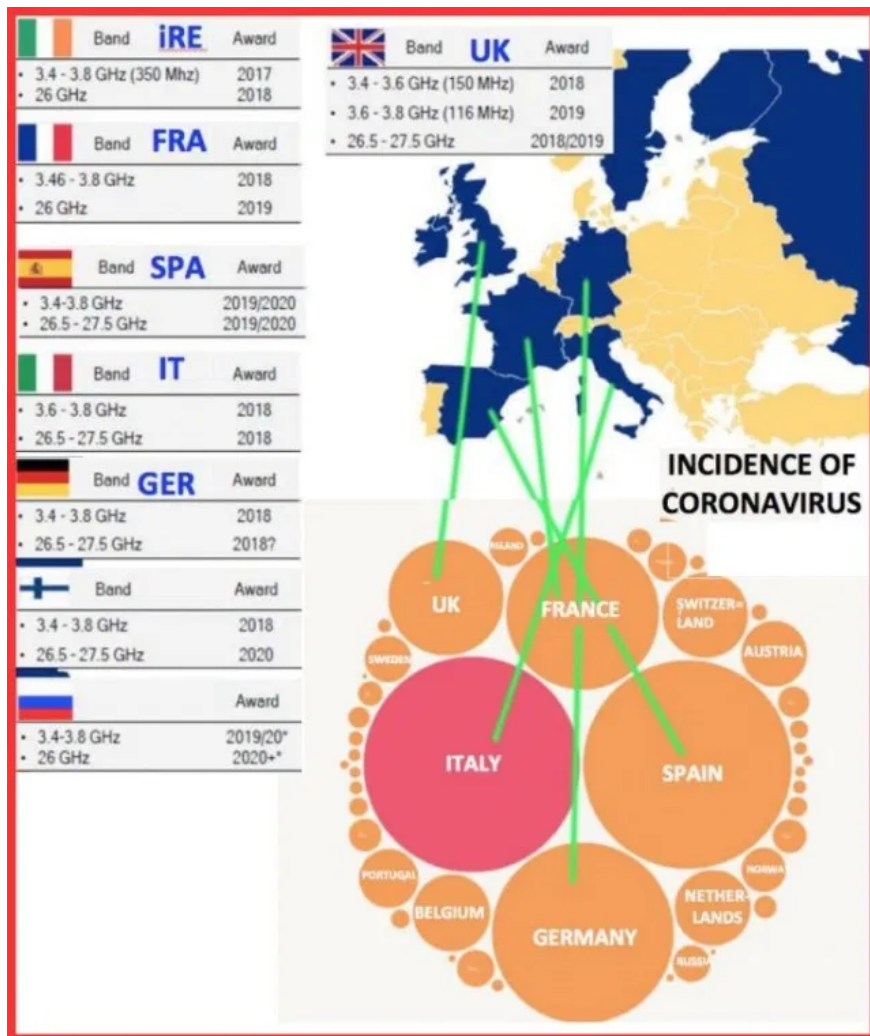 Band iRE Award
• 3.4 - 3.8 GHz (350 Mhz) 2017
• 26 GHz 2018
Band UK Award
• 3.4 - 3.6 GHz (150 MHz) 2018
• 3.6 - 3.8 GHz (116 MHz) 2019
• 26.5 - 27.5 GHz 2018/2019
Band FRA Award
• 3.46 - 3.8 GHz 2018
• 26 GHz 2019
Band SPA Award
• 3.4-3.8 GHz 2019/2020
• 26.5 - 27.5 GHz 2019/2020
Band IT Award
• 3.6 - 3.8 GHz 2018
• 26.5 - 27.5 GHz 2018
Band GER Award
• 3.4 - 3.8 GHz 2018
• 26.5 - 27.5 GHz 2018?
Band Award
• 3.4 - 3.8 GHz 2018
• 26.5 - 27.5 GHz 2020
Award
• 3.4-3.8 GHz 2019/20*
• 26 GHz 2020+*
INCIDENCE OF
CORONAVIRUS
UK
FRANCE
SWITZER-
LAND
SWEDEN
AUSTRIA
ITALY
SPAIN
PORTUGAL
BELGIUM
NETHER-
LANDS
NORWA
GERMANY
RUSSIA